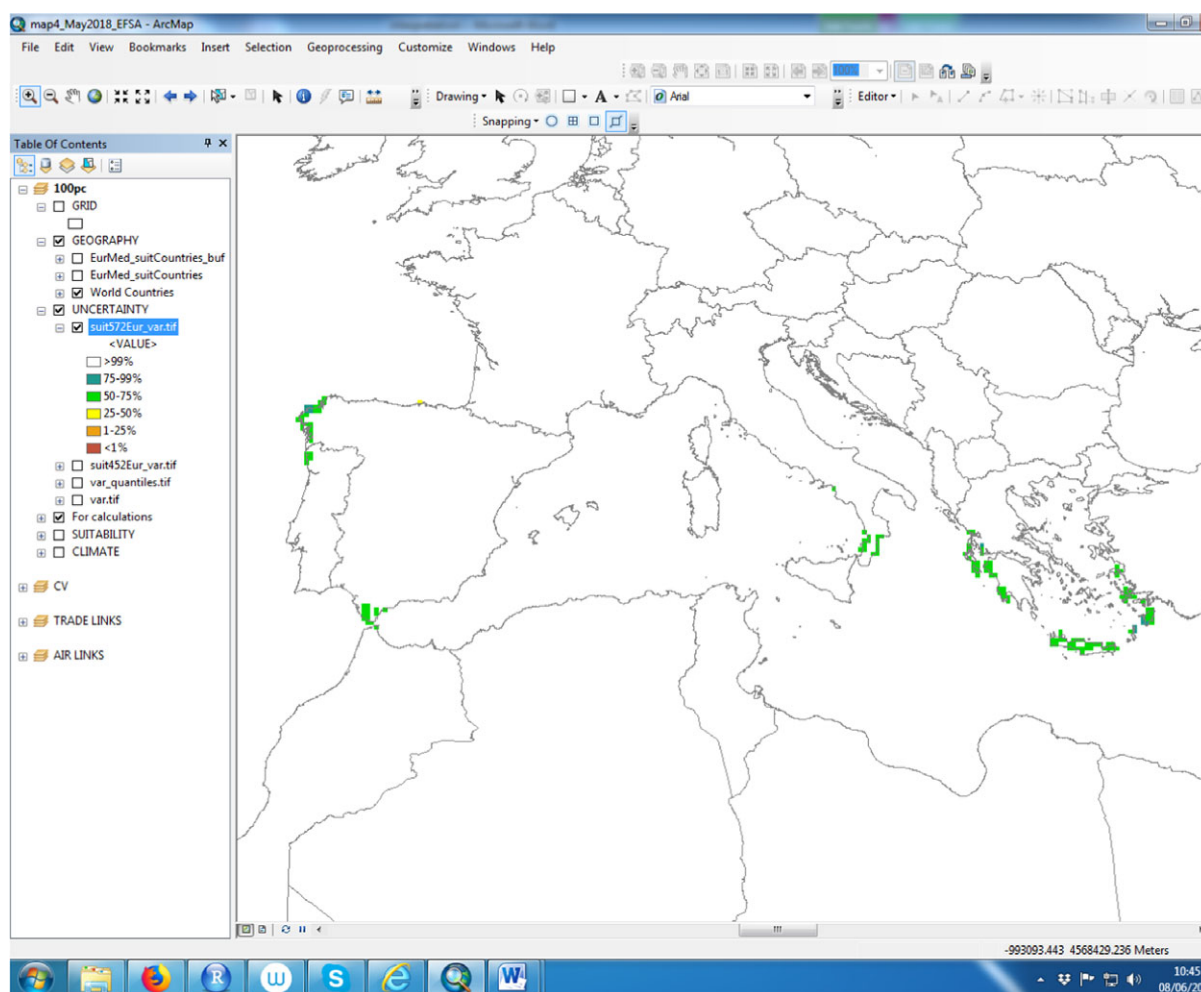 map4_May2018_EFSA - ArcMap
File Edit View Bookmarks Insert Selection Geoprocessing Customize Windows Help
Drawing A Arial Editor
Snapping
Table Of Contents
100pc
GRID
GEOGRAPHY
EurMed_suitCountries_buf
EurMed_suitCountries
World Countries
UNCERTAINTY
suit572Eur_var.tif
<VALUE>
>99%
75-99%
50-75%
25-50%
1-25%
<1%
suit452Eur_var.tif
var_quantiles.tif
var.tif
For calculations
SUITABILITY
CLIMATE
CV
TRADE LINKS
AIR LINKS
-993093.443 4568429.236 Meters
10:45
08/06/20